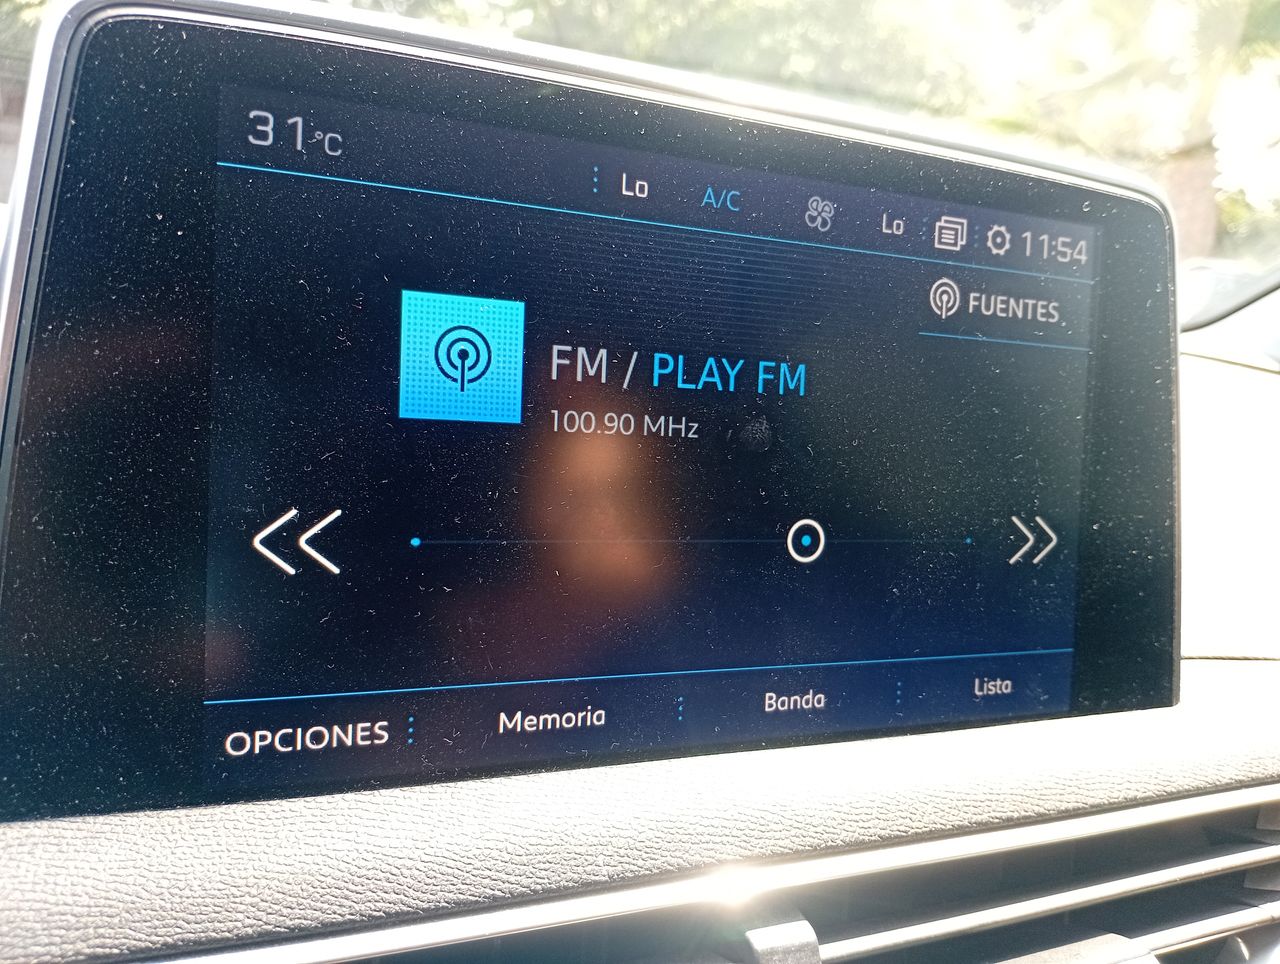 31°C
Lo A/C Lo 11:54
FUENTES
FM / PLAY FM
100.90 MHz
OPCIONES Memoria Banda Lista